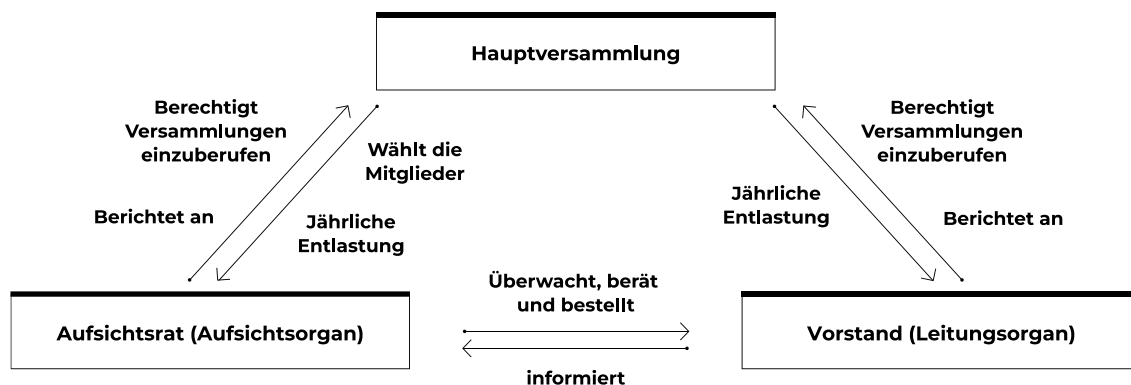 Hauptversammlung
Berechtigt
Versammlungen
einzuberufen
Wählt die
Mitglieder
Berichtet an
Jährliche
Entlastung
Berechtigt
Versammlungen
einzuberufen
Jährliche
Entlastung
Berichtet an
Überwacht, berät
und bestellt
Aufsichtsrat (Aufsichtsorgan)
Vorstand (Leitungsorgan)
informiert